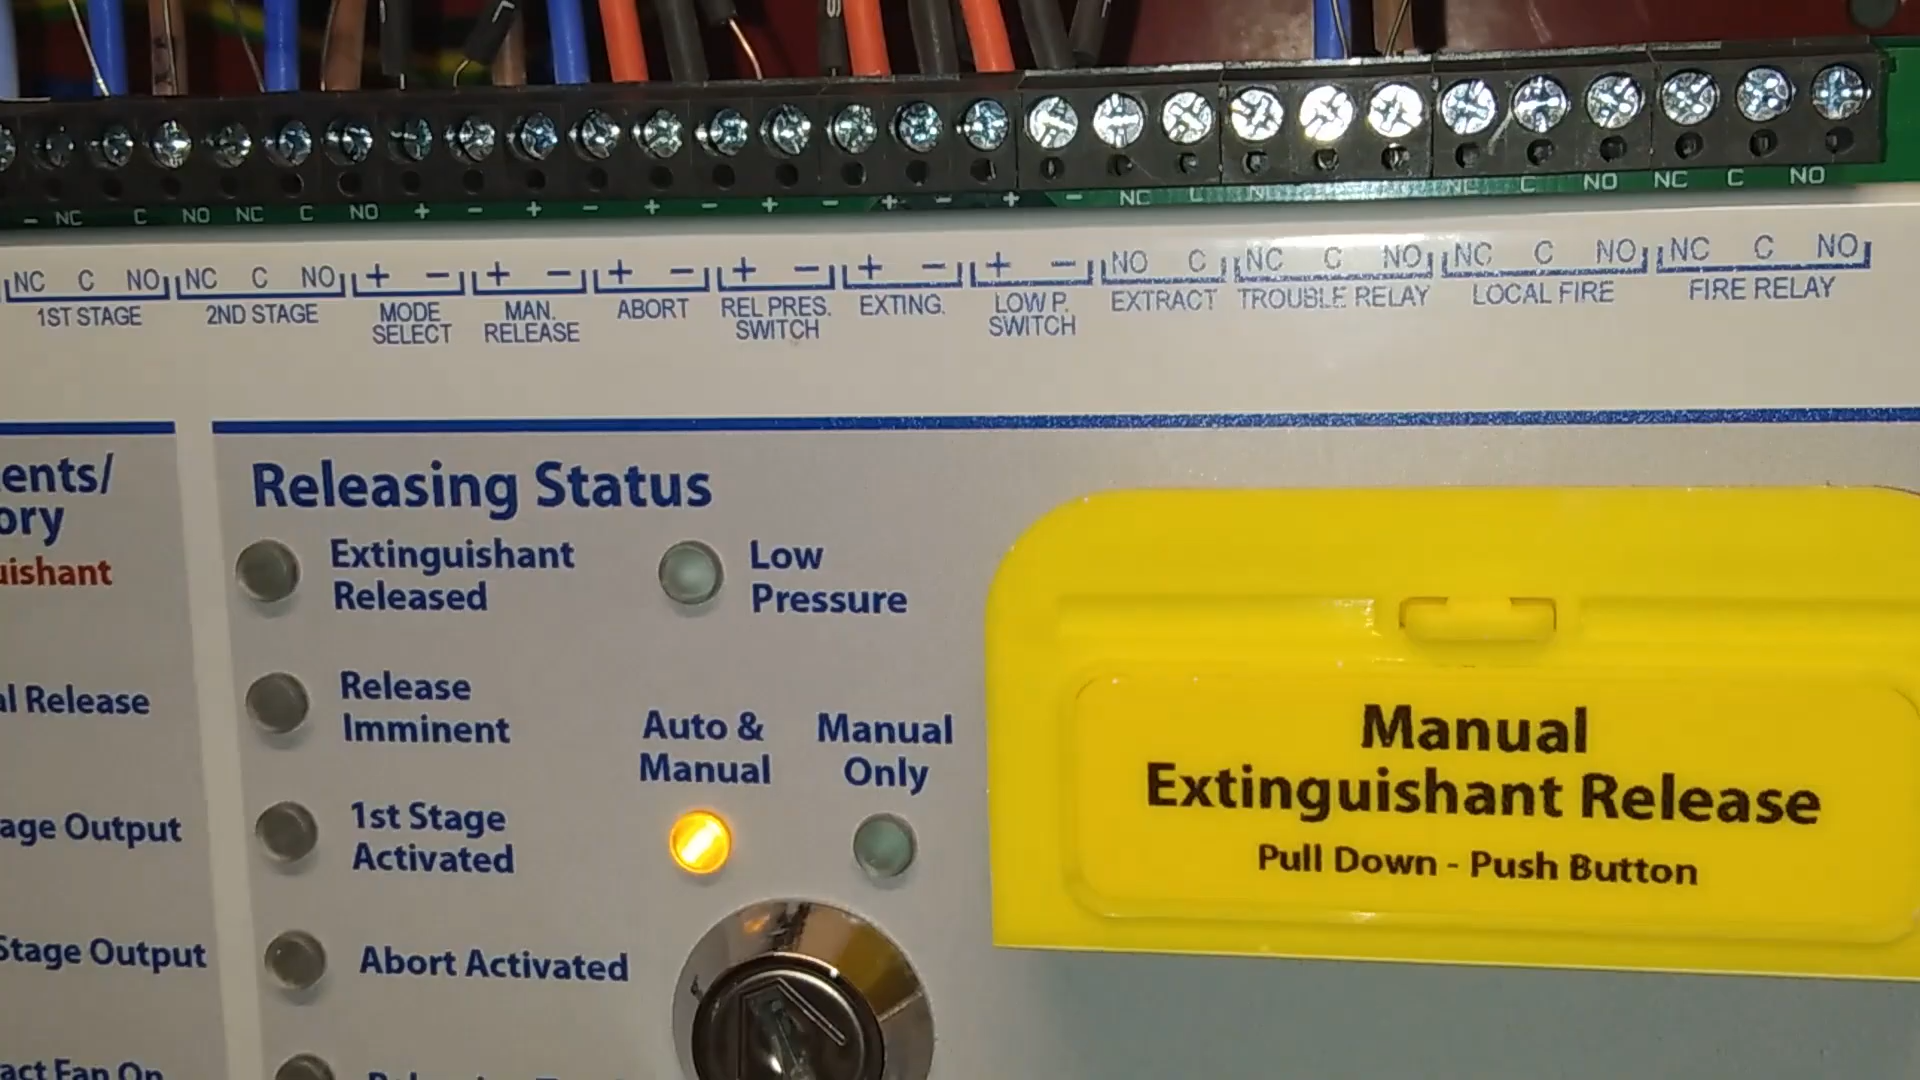 - NC C NO NC C NO + - + - + - + - + - + - NC C NC C NO NC C NO
NC C NO NC C NO + - + - + - + - + - + - NO C NC C NO NC C NO NC C NO
1ST STAGE 2ND STAGE MODE SELECT MAN. RELEASE ABORT REL PRES. SWITCH EXTING. LOW P. SWITCH EXTRACT TROUBLE RELAY LOCAL FIRE FIRE RELAY
ents/
ory
uishant
al Release
age Output
Stage Output
act Fan On
Releasing Status
Extinguishant
Released
Low
Pressure
Release
Imminent
Auto &
Manual
Manual
Only
1st Stage
Activated
Abort Activated
Manual
Extinguishant Release
Pull Down - Push Button